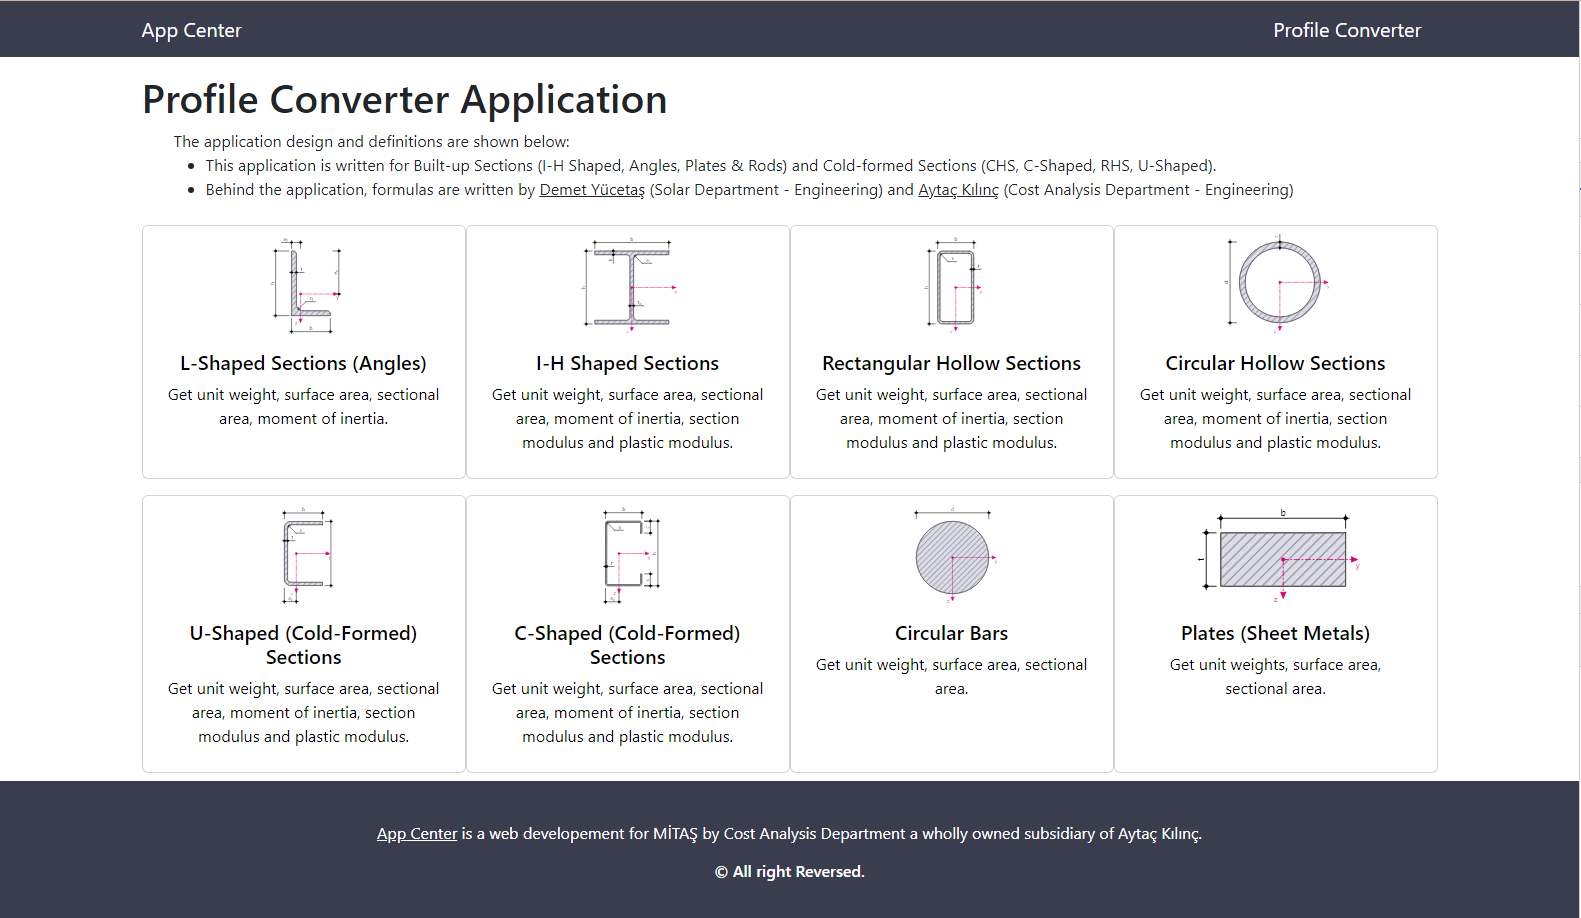 App Center
Profile Converter
Profile Converter Application
The application design and definitions are shown below:
This application is written for Built-up Sections (I-H Shaped, Angles, Plates & Rods) and Cold-formed Sections (CHS, C-Shaped, RHS, U-Shaped).
Behind the application, formulas are written by Demet Yücetaş (Solar Department - Engineering) and Aytaç Kılınç (Cost Analysis Department - Engineering)
L-Shaped Sections (Angles)
Get unit weight, surface area, sectional
area, moment of inertia.
I-H Shaped Sections
Get unit weight, surface area, sectional
area, moment of inertia, section
modulus and plastic modulus.
Rectangular Hollow Sections
Get unit weight, surface area, sectional
area, moment of inertia, section
modulus and plastic modulus.
Circular Hollow Sections
Get unit weight, surface area, sectional
area, moment of inertia, section
modulus and plastic modulus.
U-Shaped (Cold-Formed)
Sections
Get unit weight, surface area, sectional
area, moment of inertia, section
modulus and plastic modulus.
C-Shaped (Cold-Formed)
Sections
Get unit weight, surface area, sectional
area, moment of inertia, section
modulus and plastic modulus.
d
Circular Bars
Get unit weight, surface area, sectional
area.
b
t
y
z
Plates (Sheet Metals)
Get unit weights, surface area,
sectional area.
App Center is a web developement for MİTAŞ by Cost Analysis Department a wholly owned subsidiary of Aytaç Kılınç.
© All right Reversed.